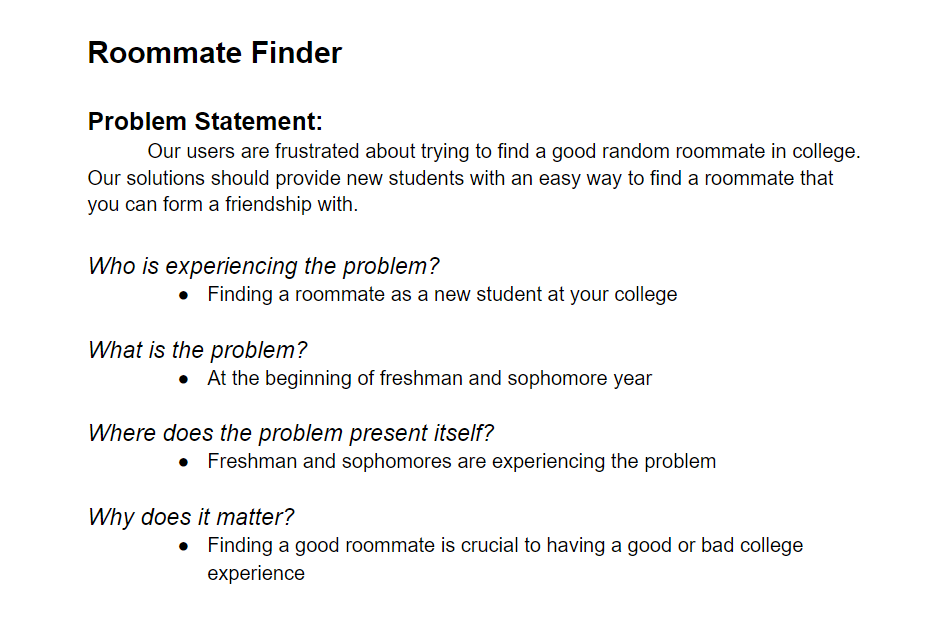 Roommate Finder
Problem Statement:
Our users are frustrated about trying to find a good random roommate in college.
Our solutions should provide new students with an easy way to find a roommate that
you can form a friendship with.
Who is experiencing the problem?
● Finding a roommate as a new student at your college
What is the problem?
● At the beginning of freshman and sophomore year
Where does the problem present itself?
● Freshman and sophomores are experiencing the problem
Why does it matter?
● Finding a good roommate is crucial to having a good or bad college
experience